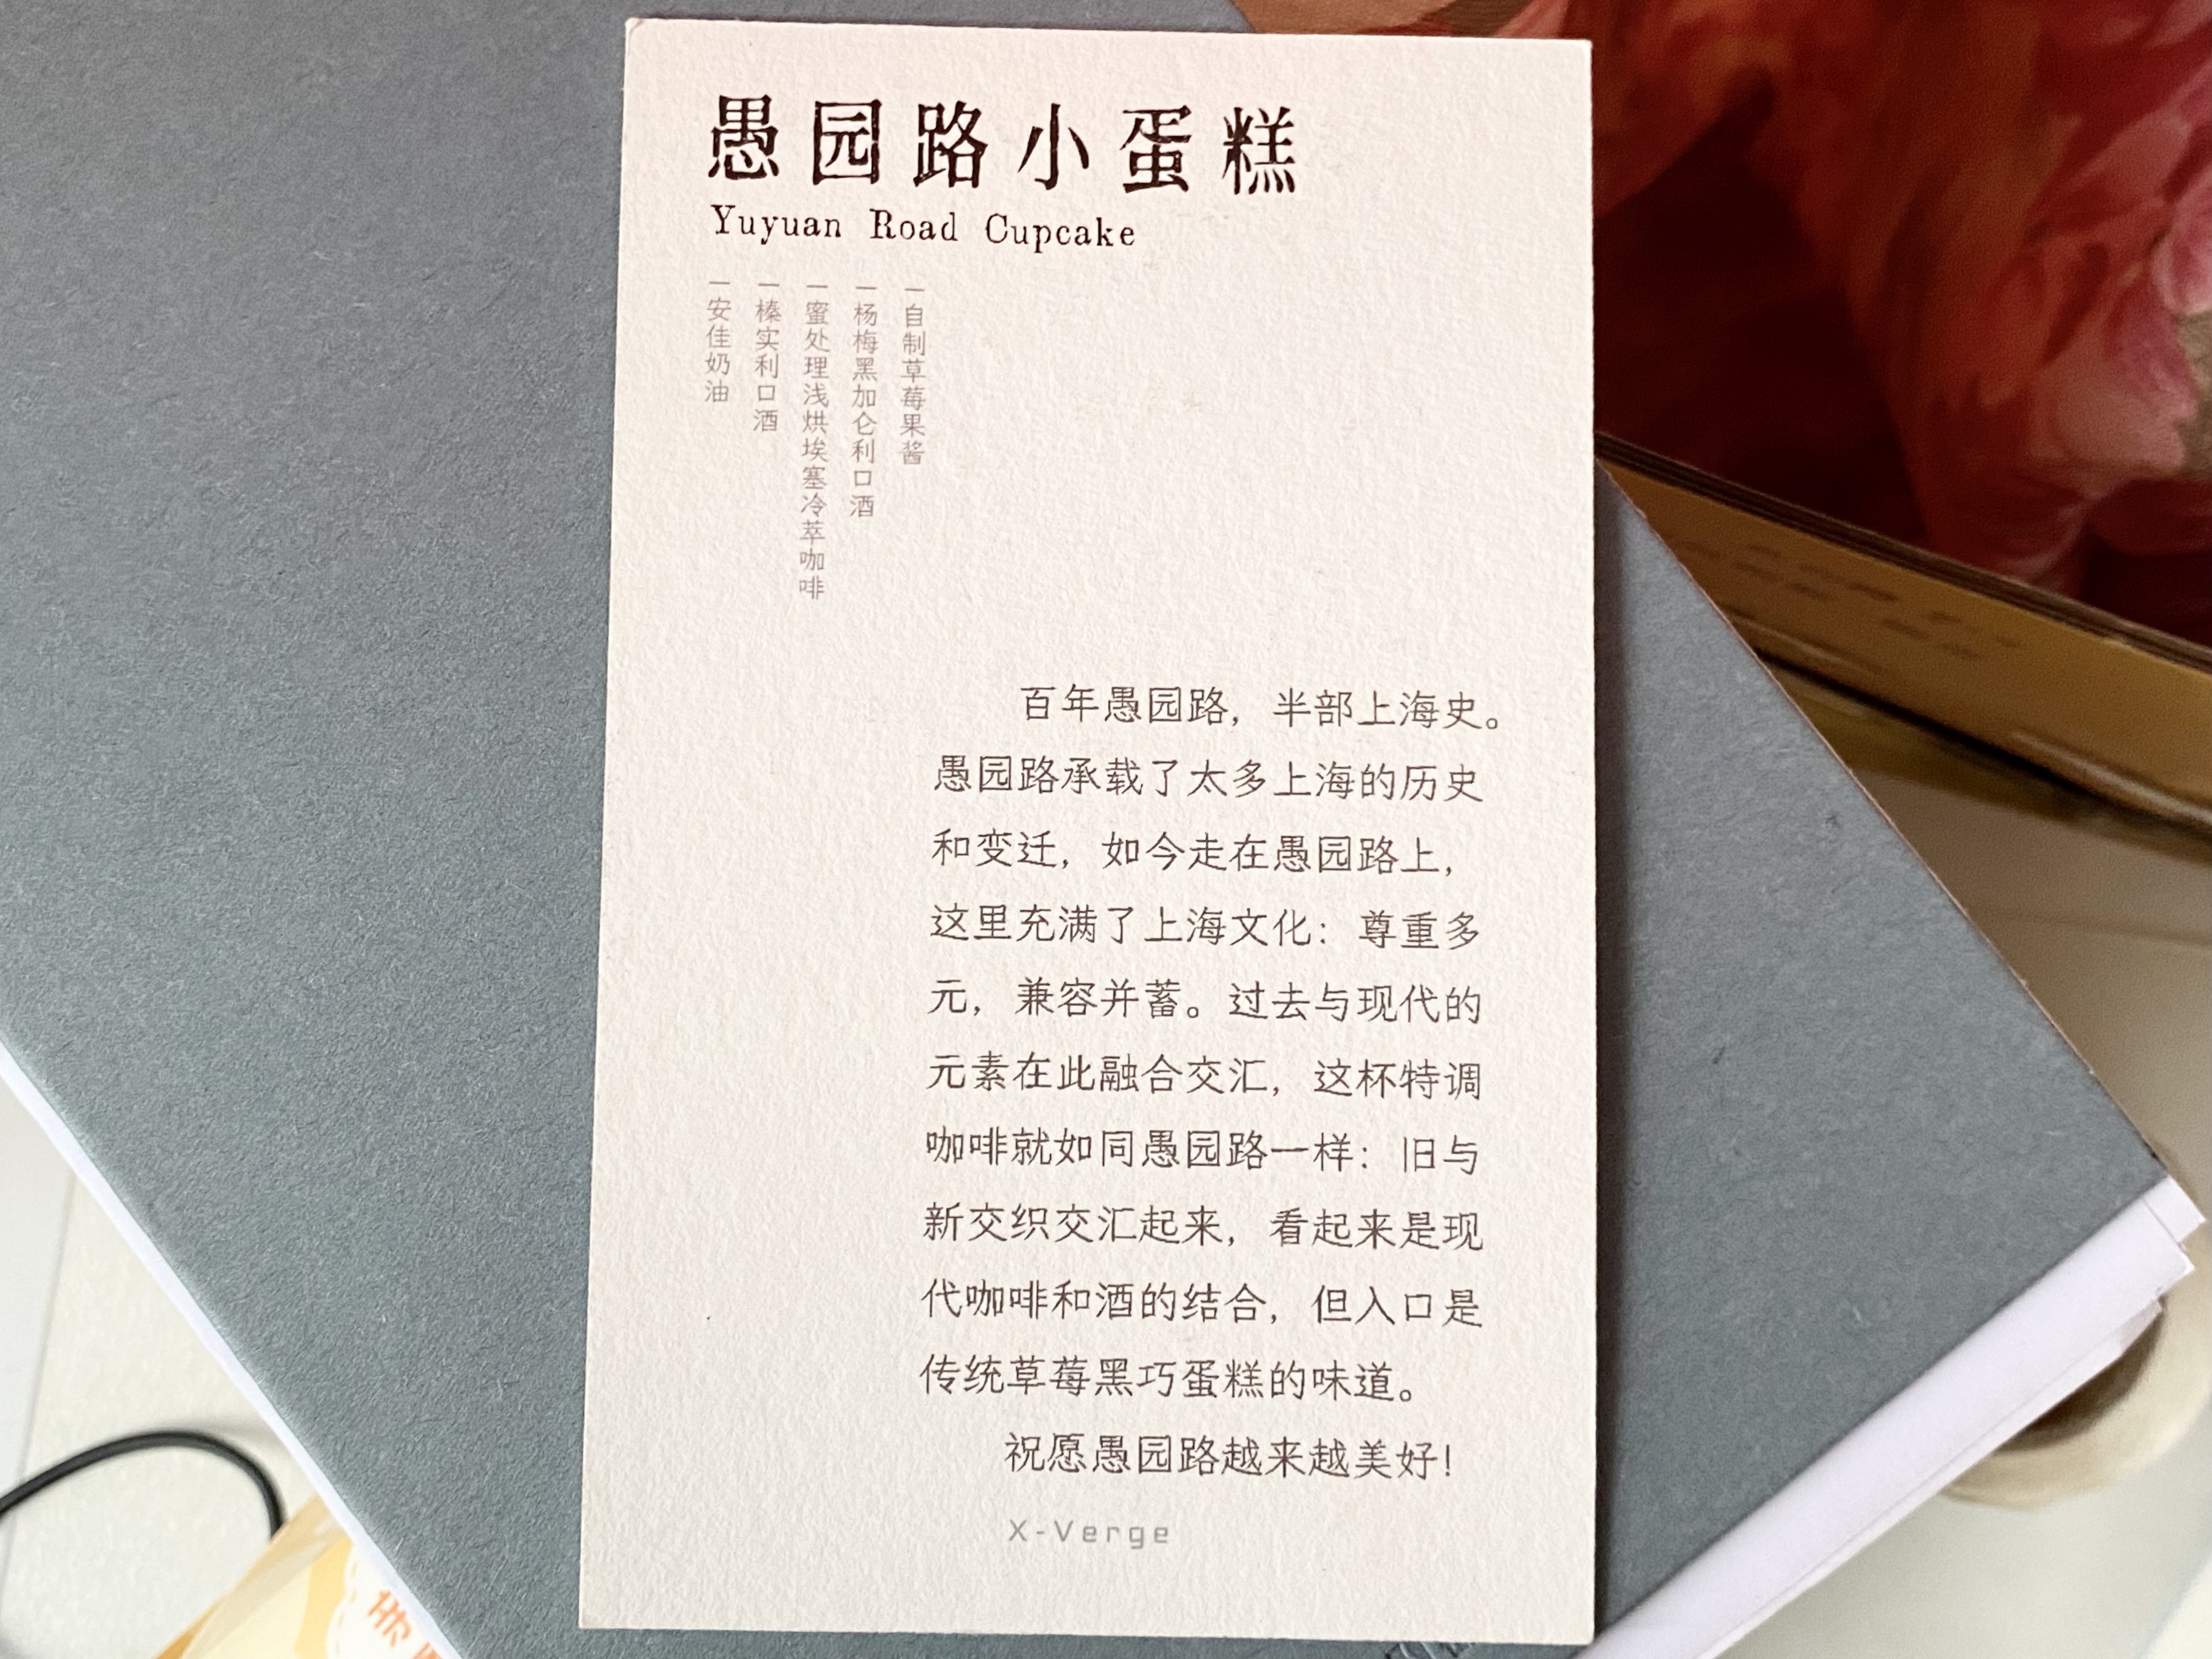 愚园路小蛋糕
Yuyuan Road Cupcake
一自制草莓果酱
一杨梅黑加仑利口酒
一蜜处理浅烘埃塞冷萃咖啡
一榛实利口酒
一安佳奶油
百年愚园路，半部上海史。
愚园路承载了太多上海的历史
和变迁，如今走在愚园路上，
这里充满了上海文化：尊重多
元，兼容并蓄。过去与现代的
元素在此融合交汇，这杯特调
咖啡就如同愚园路一样：旧与
新交织交汇起来，看起来是现
代咖啡和酒的结合，但入口是
传统草莓黑巧蛋糕的味道。
祝愿愚园路越来越美好！
X-Verge